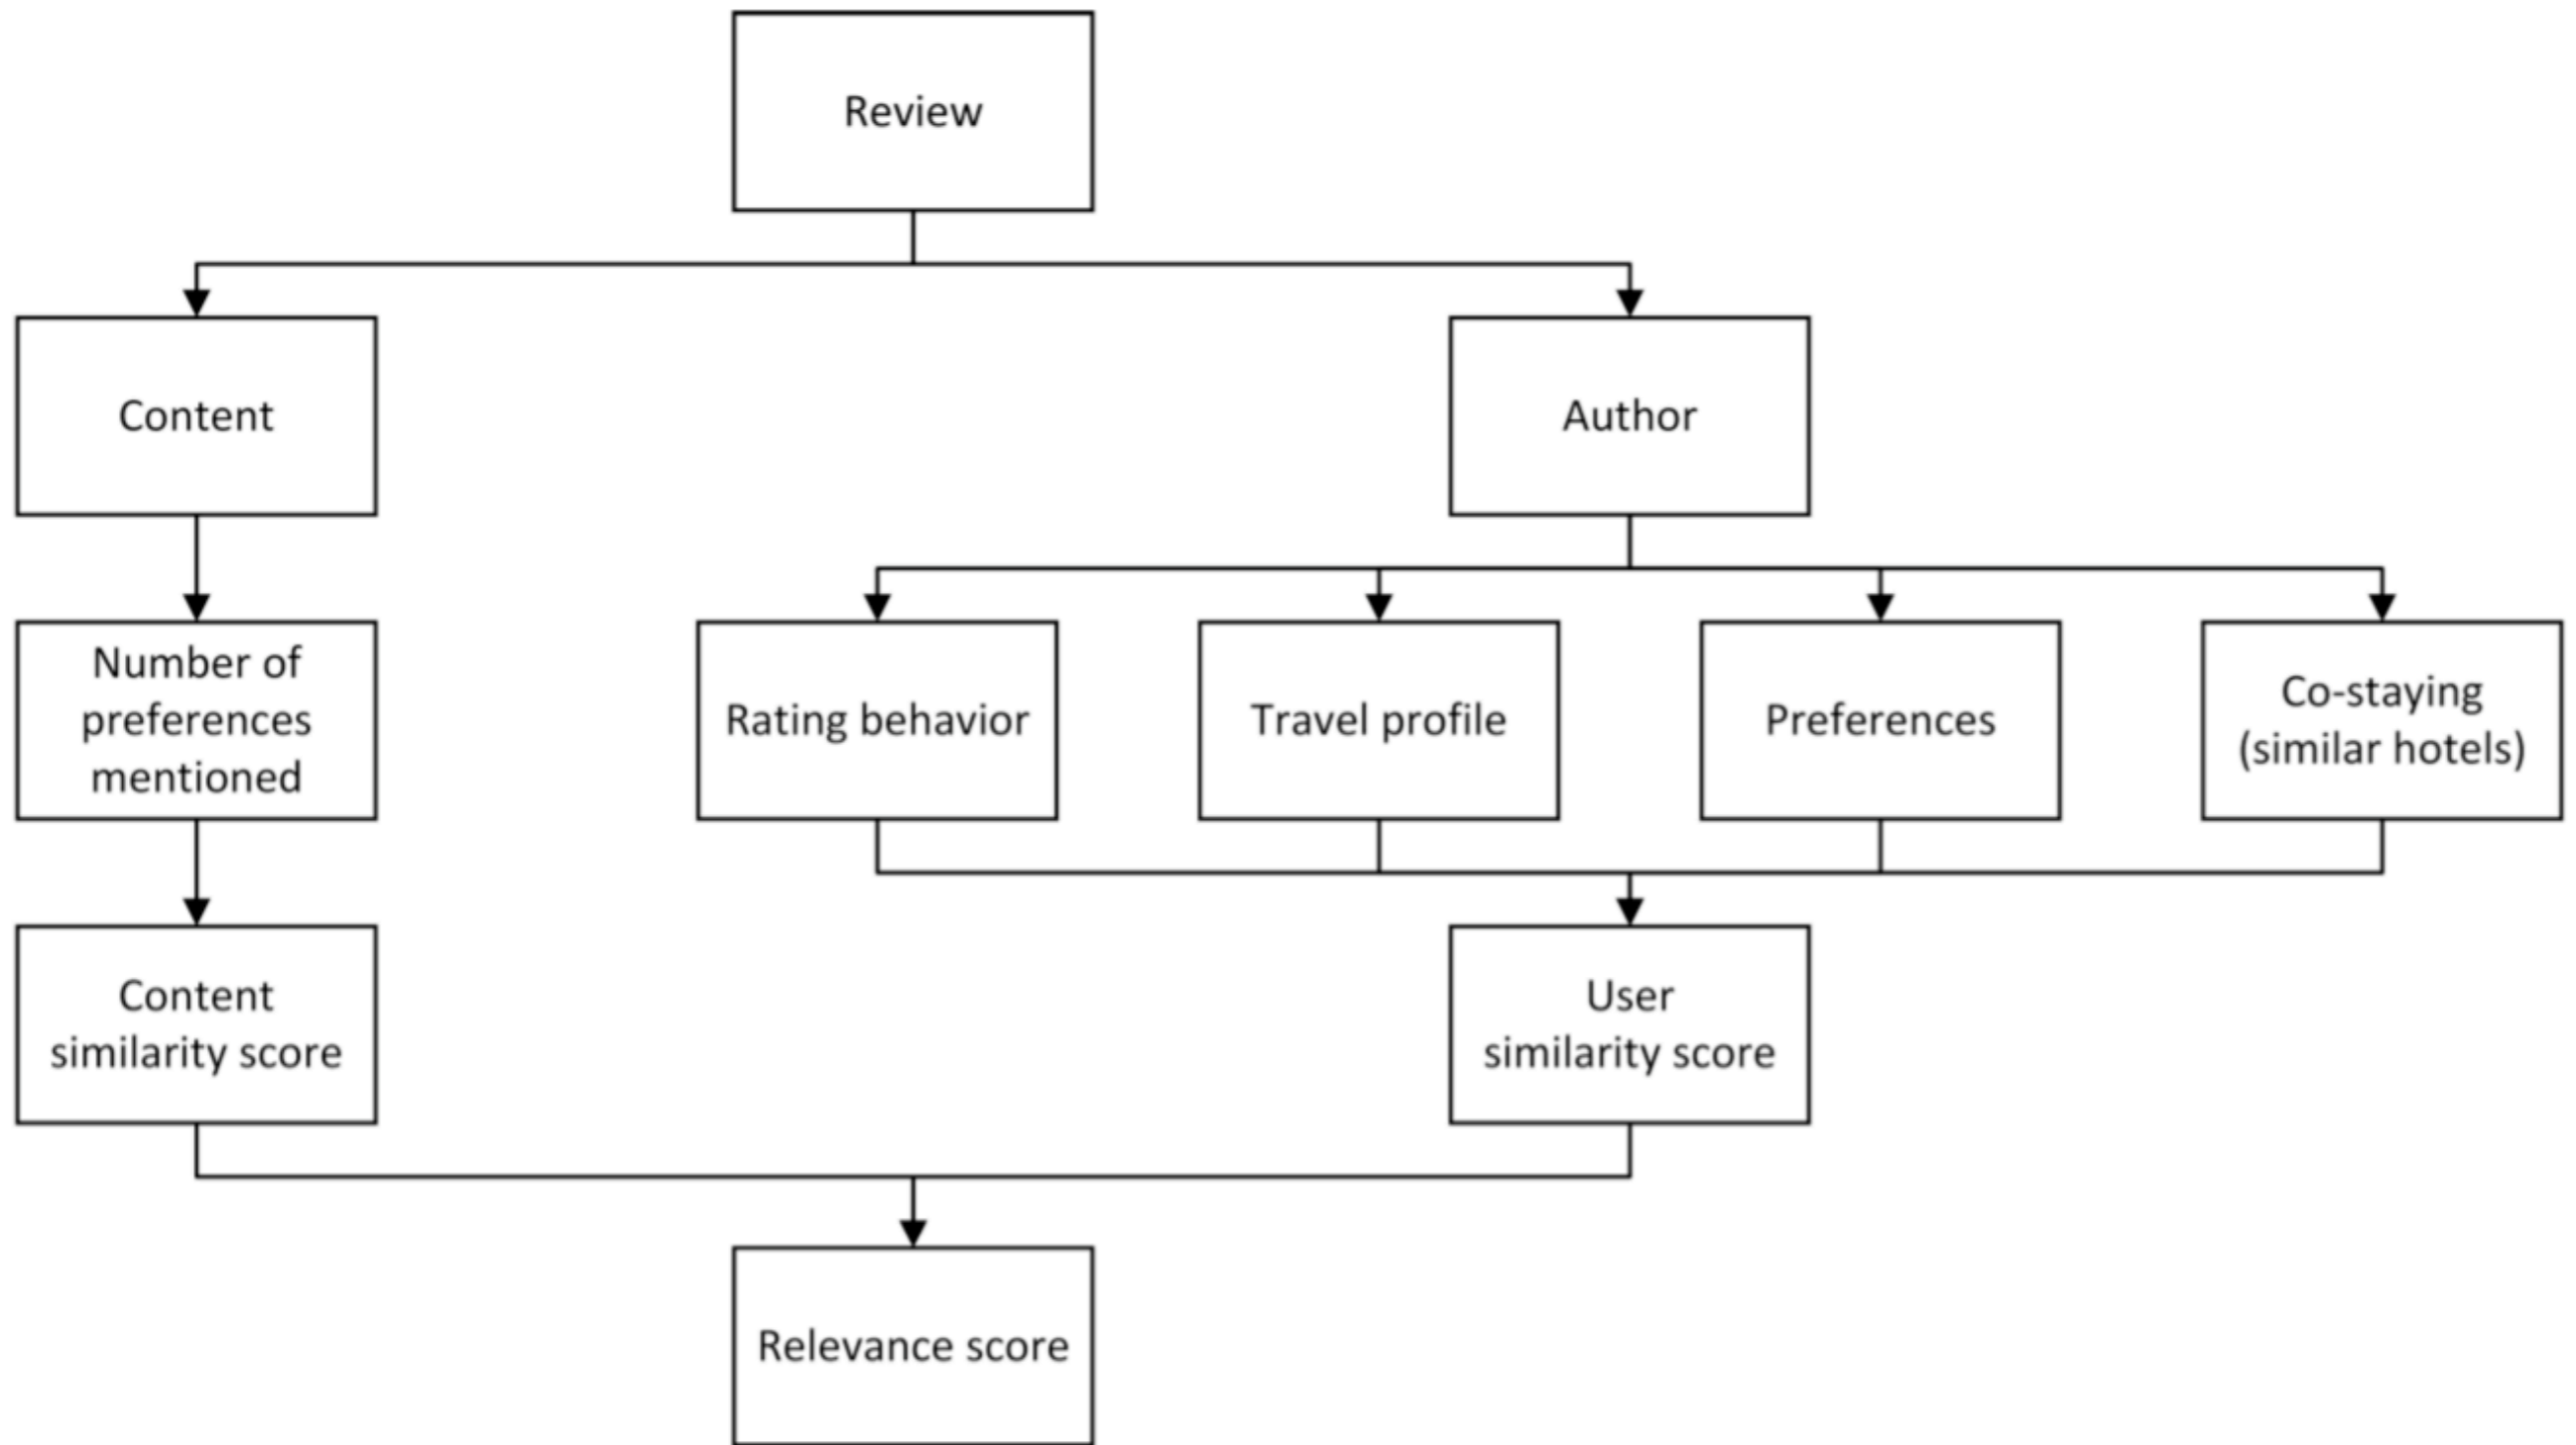 Review
Content
Author
Number of
preferences
mentioned
Rating behavior
Travel profile
Preferences
Co-staying
(similar hotels)
Content
similarity score
User
similarity score
Relevance score